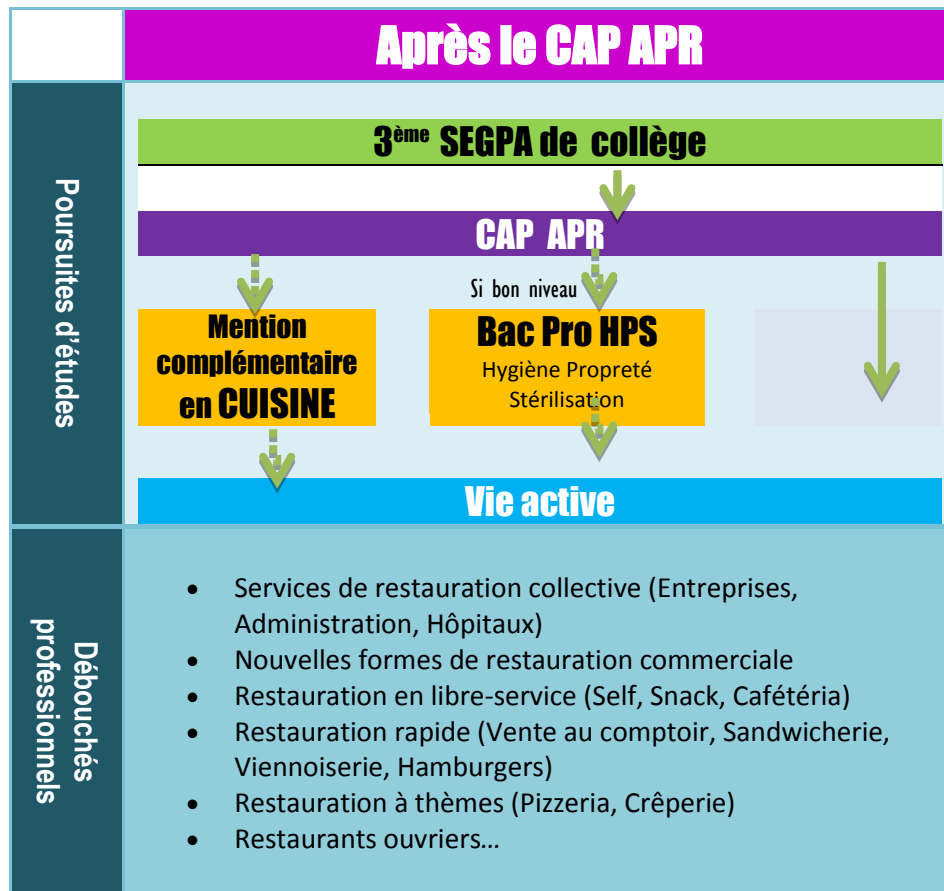 Après le CAP APR
Poursuites d'études
3ème SEGPA de collège
CAP APR
Si bon niveau
Mention
complémentaire
en CUISINE
Bac Pro HPS
Hygiène Propreté
Stérilisation
Vie active
Débouchés
professionnels
• Services de restauration collective (Entreprises,
Administration, Hôpitaux)
• Nouvelles formes de restauration commerciale
• Restauration en libre-service (Self, Snack, Cafétéria)
• Restauration rapide (Vente au comptoir, Sandwicherie,
Viennoiserie, Hamburgers)
• Restauration à thèmes (Pizzeria, Crêperie)
• Restaurants ouvriers…